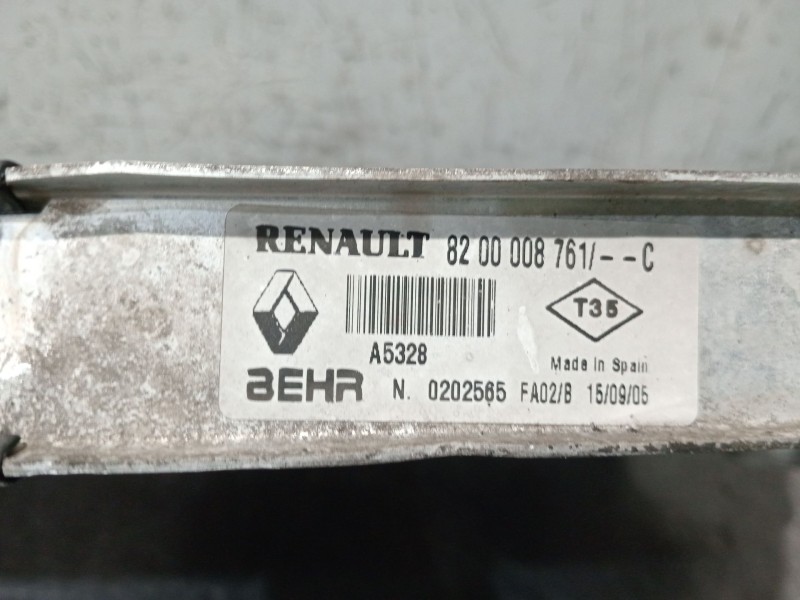 RENAULT 82 00 008 761/--C
T35
A5328
Made in Spain
BEHR N. 0202565 FA02/B 15/09/05